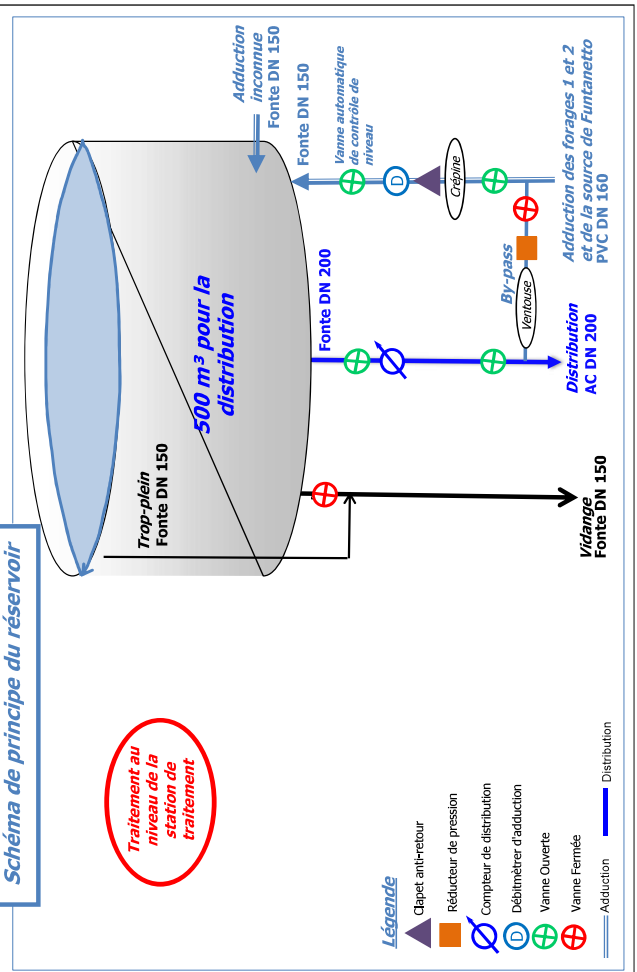 Schéma de principe du réservoir
Traitement au
niveau de la
station de
traitement
Trop-plein
Fonte DN 150
500 m³ pour la
distribution
Adduction
inconnue
Fonte DN 150
Fonte DN 150
Vanne automatique
de contrôle de
niveau
D
Crépine
Fonte DN 200
By-pass
Ventouse
Adduction des forages 1 et 2
et de la source de Funtanetto
PVC DN 160
Distribution
AC DN 200
Vidange
Fonte DN 150
Légende
Clapet anti-retour
Réducteur de pression
Compteur de distribution
D Débitmètrer d'adduction
Vanne Ouverte
Vanne Fermée
Adduction
Distribution